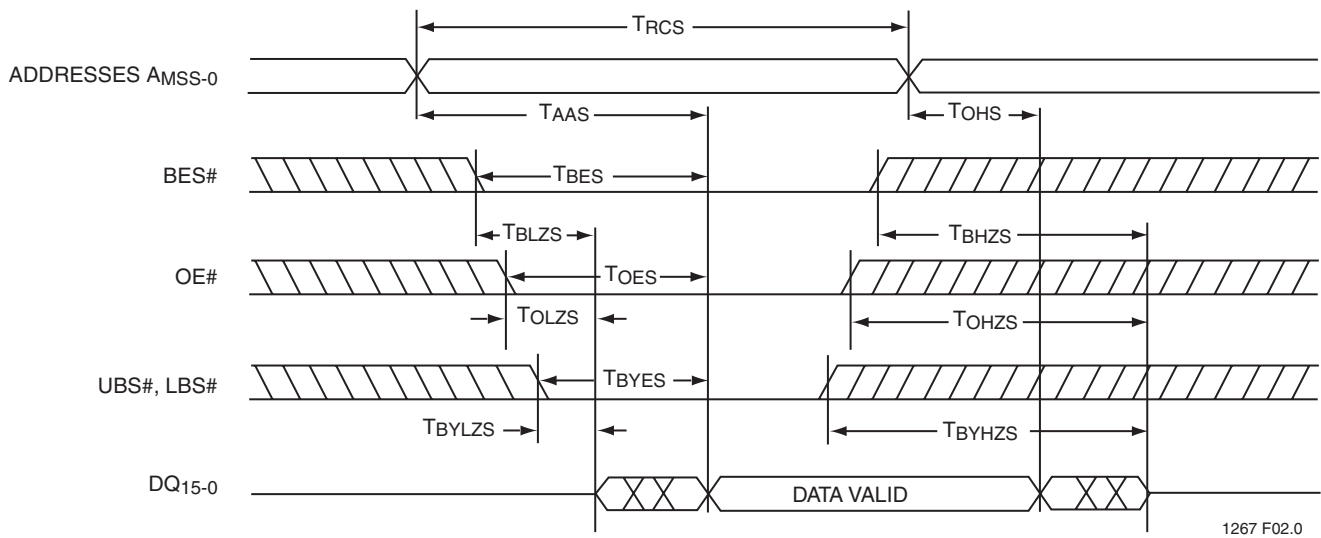 TRCS
ADDRESSES AMSS-0
TAAS
TOHS
BES#
TBES
TBLZS
TBHZS
OE#
TOES
TOLZS
TOHZS
UBS#, LBS#
TBYES
TBYLZS
TBYHZS
DQ15-0
DATA VALID
1267 F02.0